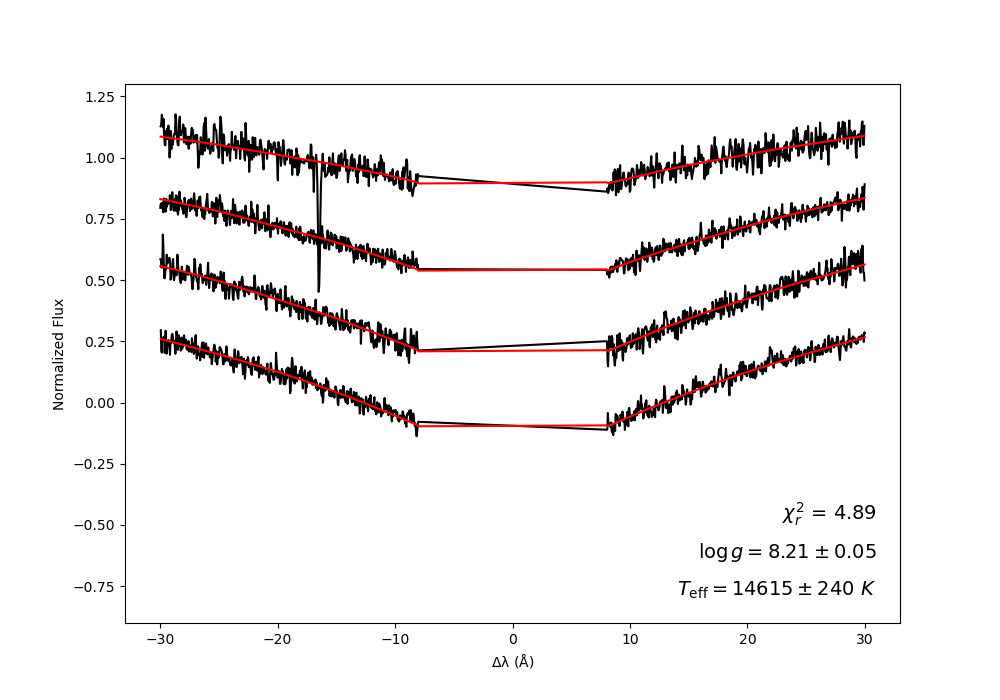 1.25
1.00
0.75
0.50
0.25
0.00
−0.25
−0.50
−0.75
Normalized Flux
χ²ᵣ = 4.89
log g = 8.21 ± 0.05
T_eff = 14615 ± 240 K
−30 −20 −10 0 10 20 30
Δλ (Å)